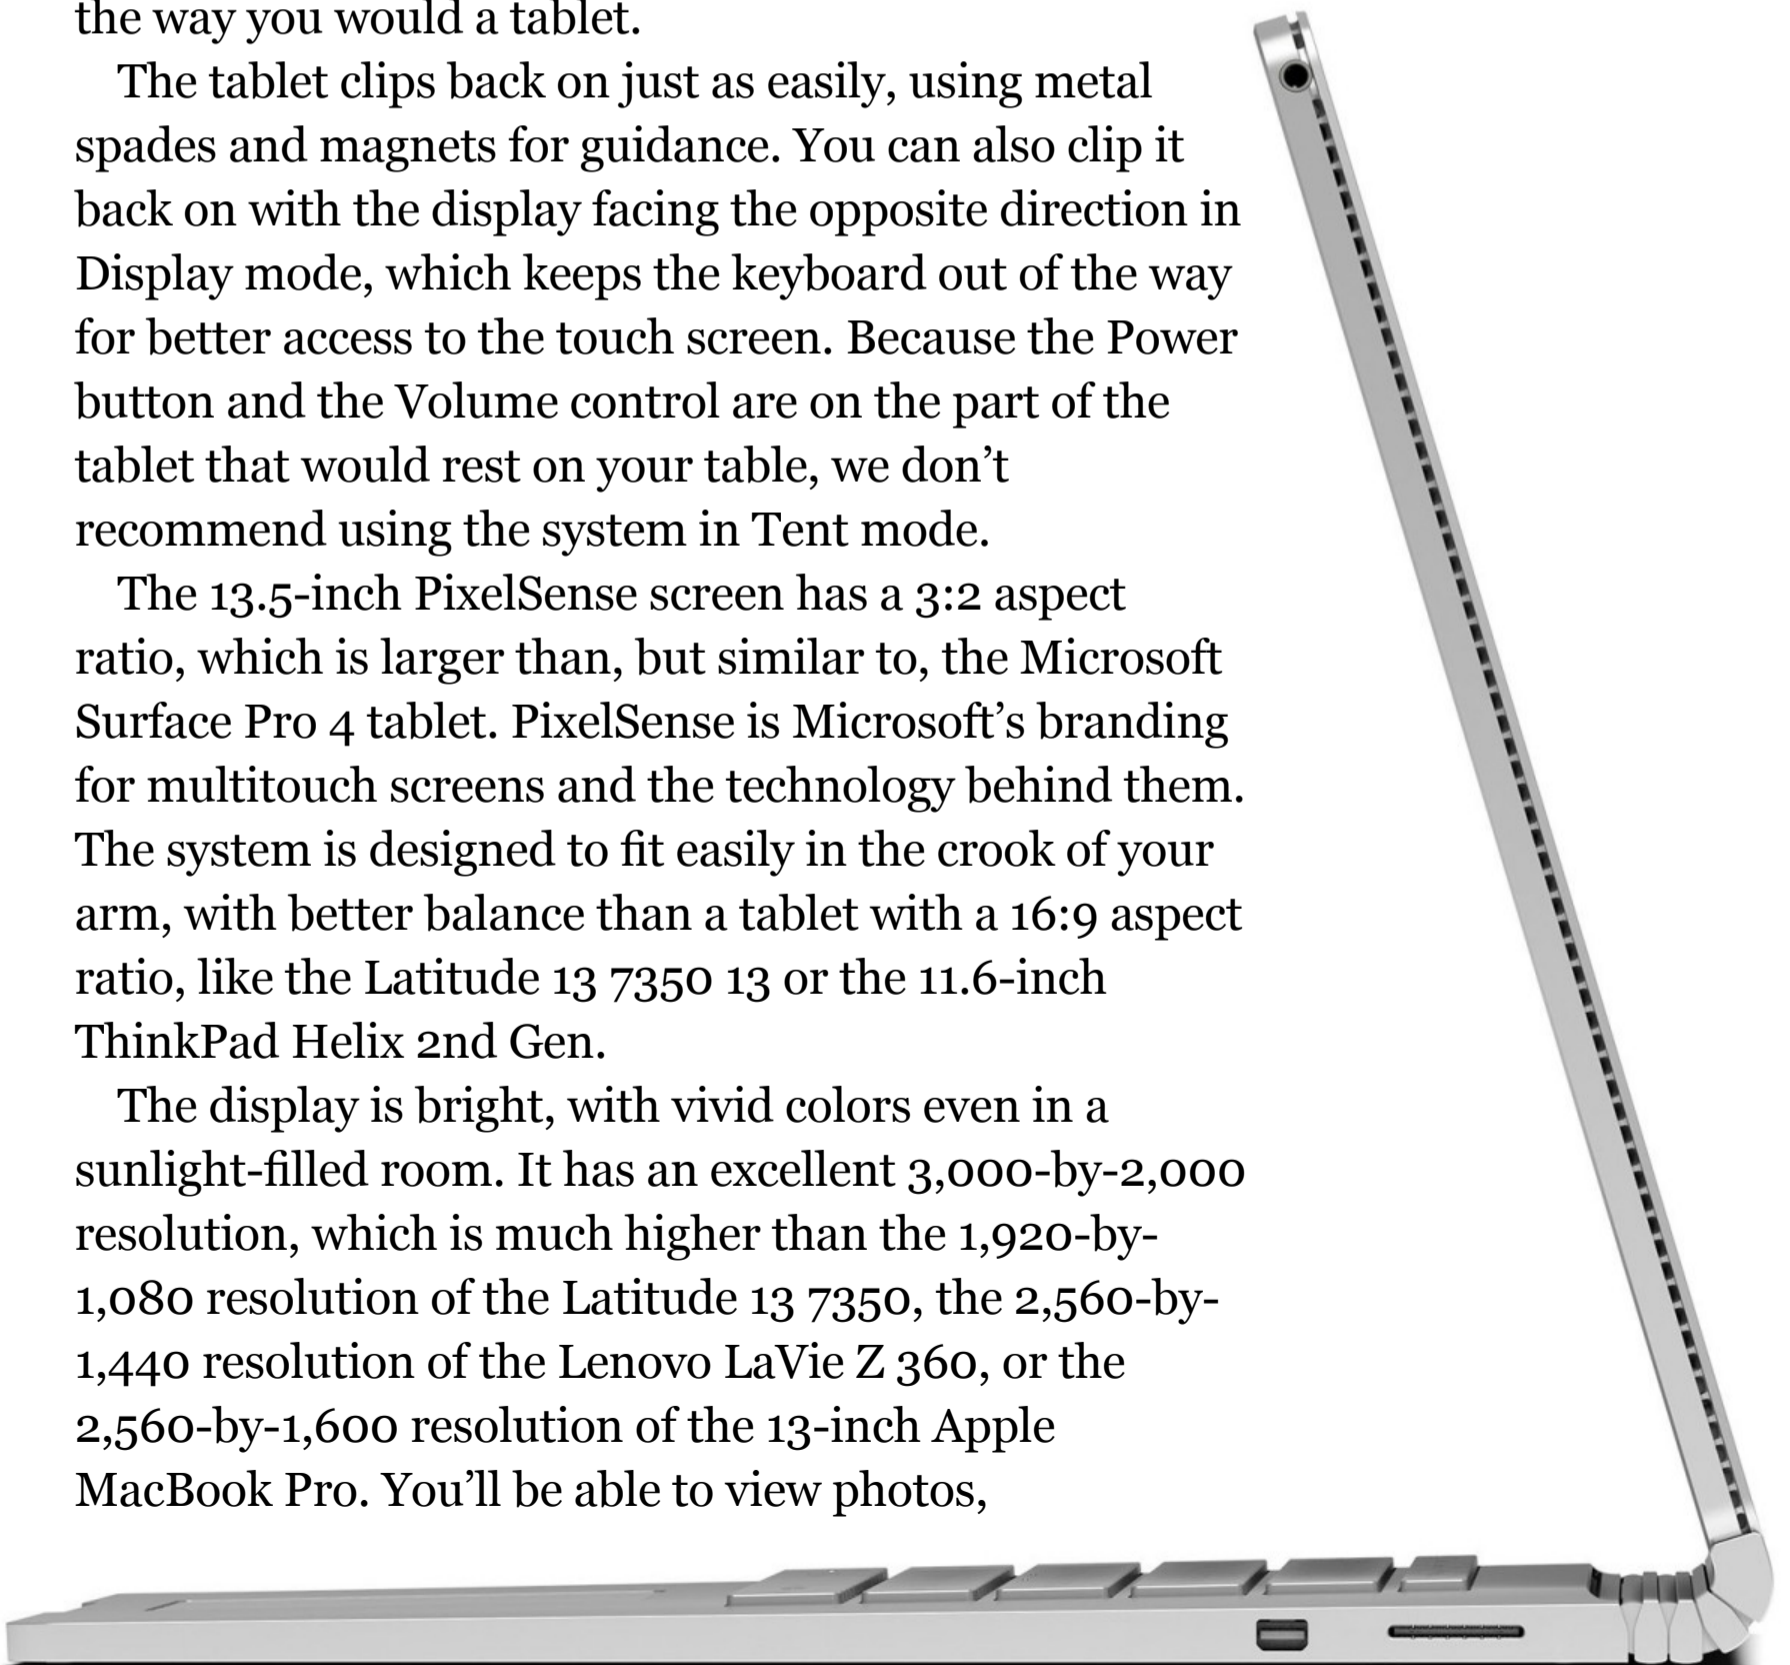 the way you would a tablet.
The tablet clips back on just as easily, using metal
spades and magnets for guidance. You can also clip it
back on with the display facing the opposite direction in
Display mode, which keeps the keyboard out of the way
for better access to the touch screen. Because the Power
button and the Volume control are on the part of the
tablet that would rest on your table, we don’t
recommend using the system in Tent mode.
The 13.5-inch PixelSense screen has a 3:2 aspect
ratio, which is larger than, but similar to, the Microsoft
Surface Pro 4 tablet. PixelSense is Microsoft’s branding
for multitouch screens and the technology behind them.
The system is designed to fit easily in the crook of your
arm, with better balance than a tablet with a 16:9 aspect
ratio, like the Latitude 13 7350 13 or the 11.6-inch
ThinkPad Helix 2nd Gen.
The display is bright, with vivid colors even in a
sunlight-filled room. It has an excellent 3,000-by-2,000
resolution, which is much higher than the 1,920-by-
1,080 resolution of the Latitude 13 7350, the 2,560-by-
1,440 resolution of the Lenovo LaVie Z 360, or the
2,560-by-1,600 resolution of the 13-inch Apple
MacBook Pro. You’ll be able to view photos,